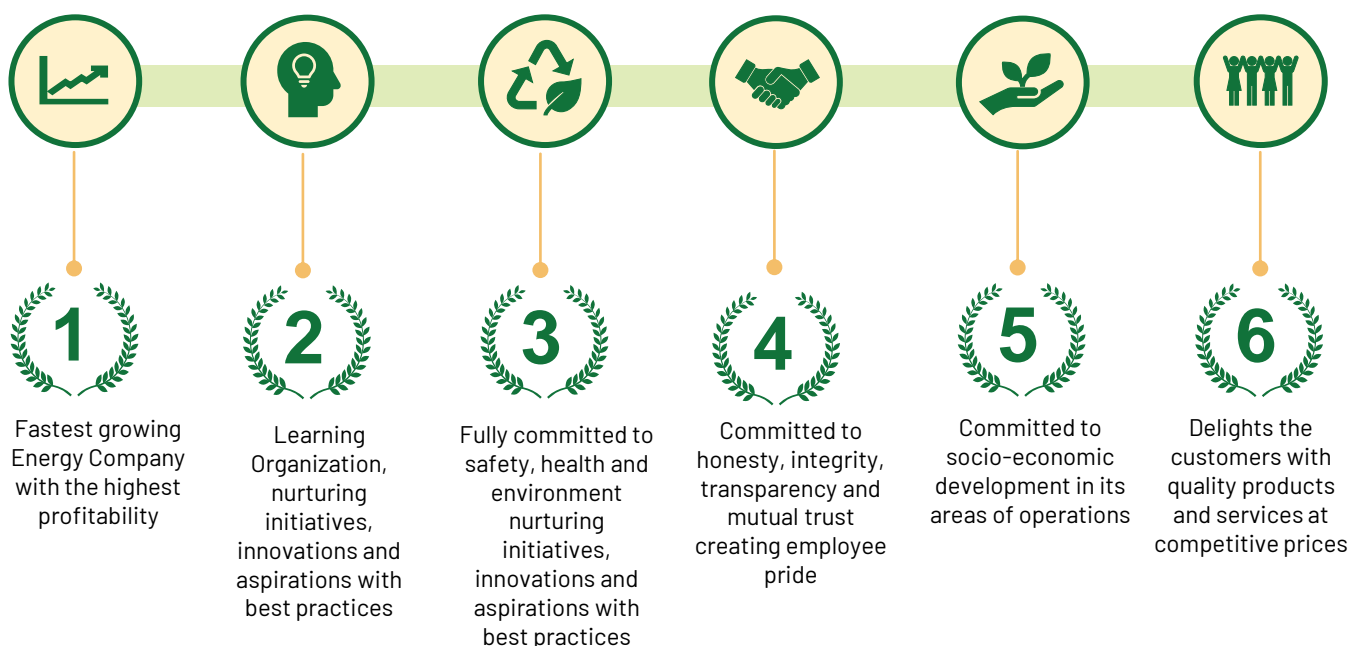 1
Fastest growing
Energy Company
with the highest
profitability
2
Learning
Organization,
nurturing
initiatives,
innovations and
aspirations with
best practices
3
Fully committed to
safety, health and
environment
nurturing
initiatives,
innovations and
aspirations with
best practices
4
Committed to
honesty, integrity,
transparency and
mutual trust
creating employee
pride
5
Committed to
socio-economic
development in its
areas of operations
6
Delights the
customers with
quality products
and services at
competitive prices